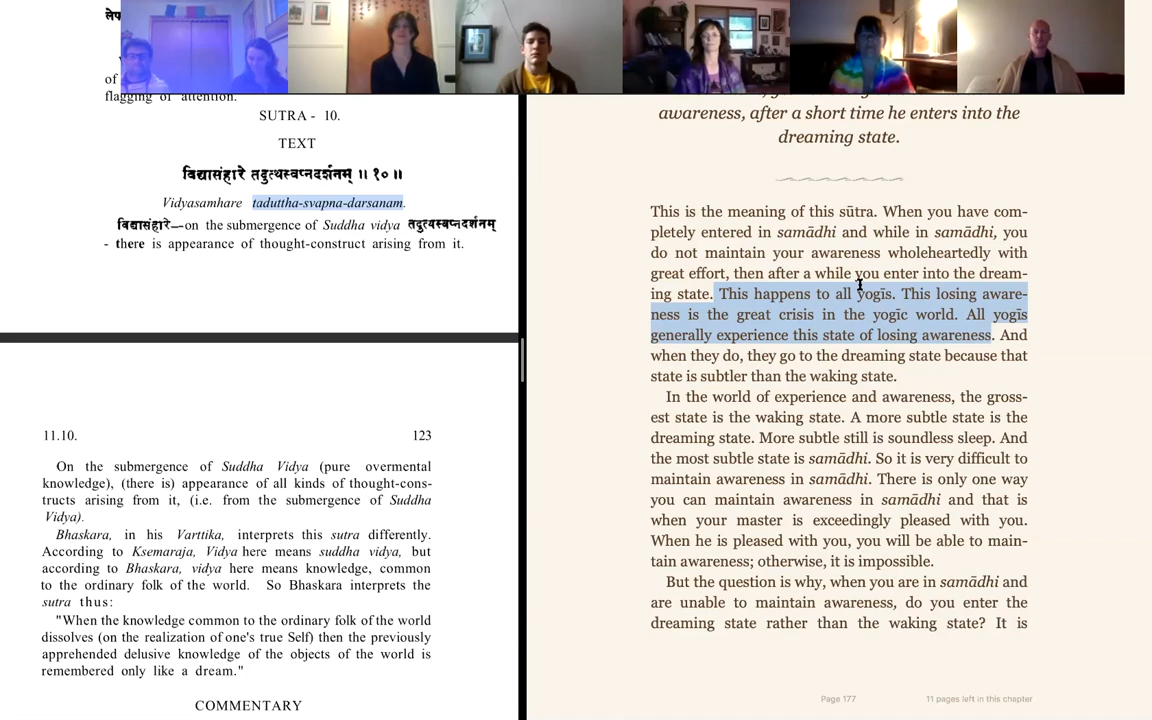 लेप
of
flagging of attention.
SUTRA - 10.
TEXT
विद्यासंहारे तदुत्थस्वप्नदर्शनम् ॥ १० ॥
Vidyasamhare taduttha-svapna-darsanam.
विद्यासंहारे—on the submergence of Suddha vidya तदुत्थस्वप्नदर्शनम्
- there is appearance of thought-construct arising from it.
11.10. 123
On the submergence of Suddha Vidya (pure overmental
knowledge), (there is) appearance of all kinds of thought-cons-
tructs arising from it, (i.e. from the submergence of Suddha
Vidya).
Bhaskara, in his Varttika, interprets this sutra differently.
According to Ksemaraja, Vidya here means suddha vidya, but
according to Bhaskara, vidya here means knowledge, common
to the ordinary folk of the world. So Bhaskara interprets the
sutra thus:
"When the knowledge common to the ordinary folk of the world
dissolves (on the realization of one's true Self) then the previously
apprehended delusive knowledge of the objects of the world is
remembered only like a dream."
COMMENTARY
awareness, after a short time he enters into the
dreaming state.
This is the meaning of this sūtra. When you have com-
pletely entered in samādhi and while in samādhi, you
do not maintain your awareness wholeheartedly with
great effort, then after a while you enter into the dream-
ing state. This happens to all yogīs. This losing aware-
ness is the great crisis in the yogīc world. All yogīs
generally experience this state of losing awareness. And
when they do, they go to the dreaming state because that
state is subtler than the waking state.
In the world of experience and awareness, the gross-
est state is the waking state. A more subtle state is the
dreaming state. More subtle still is soundless sleep. And
the most subtle state is samādhi. So it is very difficult to
maintain awareness in samādhi. There is only one way
you can maintain awareness in samādhi and that is
when your master is exceedingly pleased with you.
When he is pleased with you, you will be able to main-
tain awareness; otherwise, it is impossible.
But the question is why, when you are in samādhi and
are unable to maintain awareness, do you enter the
dreaming state rather than the waking state? It is
Page 177 11 pages left in this chapter